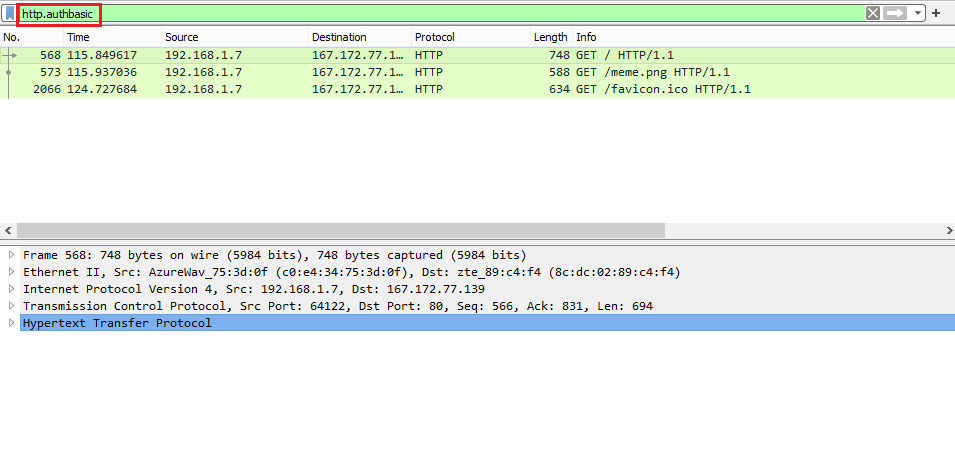 http.authbasic
No. Time Source Destination Protocol Length Info
568 115.849617 192.168.1.7 167.172.77.1… HTTP 748 GET / HTTP/1.1
573 115.937036 192.168.1.7 167.172.77.1… HTTP 588 GET /meme.png HTTP/1.1
2066 124.727684 192.168.1.7 167.172.77.1… HTTP 634 GET /favicon.ico HTTP/1.1
Frame 568: 748 bytes on wire (5984 bits), 748 bytes captured (5984 bits)
Ethernet II, Src: AzureWav_75:3d:0f (c0:e4:34:75:3d:0f), Dst: zte_89:c4:f4 (8c:dc:02:89:c4:f4)
Internet Protocol Version 4, Src: 192.168.1.7, Dst: 167.172.77.139
Transmission Control Protocol, Src Port: 64122, Dst Port: 80, Seq: 566, Ack: 831, Len: 694
Hypertext Transfer Protocol